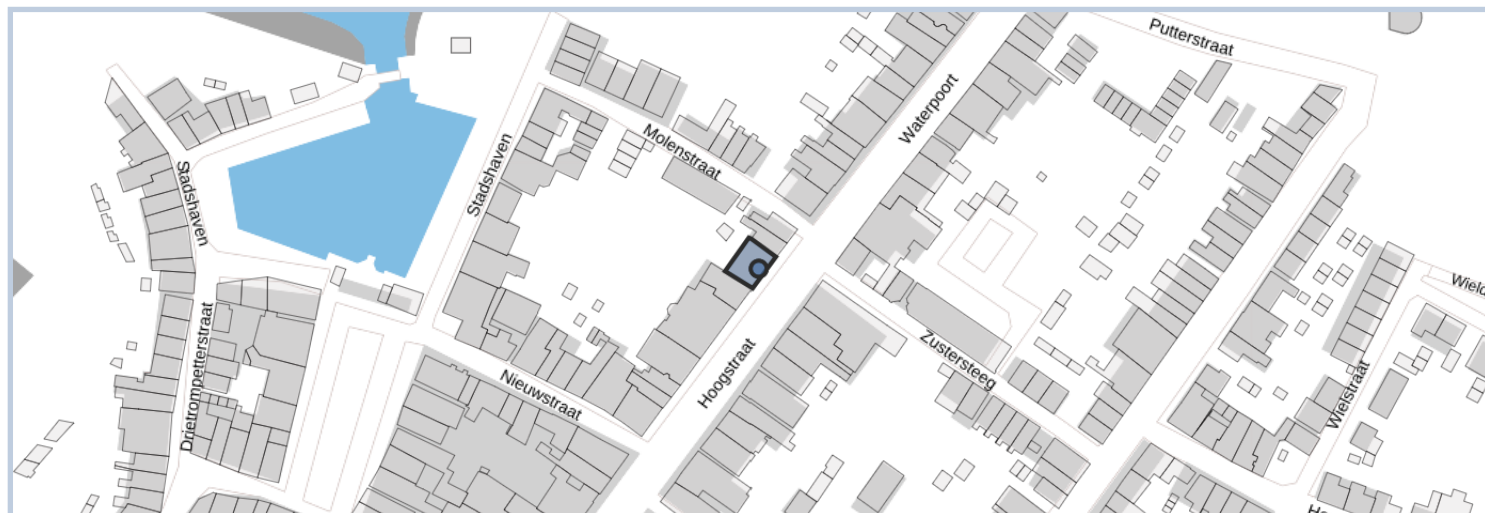 Putterstraat
Waterpoort
Molenstraat
Stadshaven
Stadshaven
Drietrompetterstraat
Nieuwstraat
Hoogstraat
Zustersteeg
Wielstraat